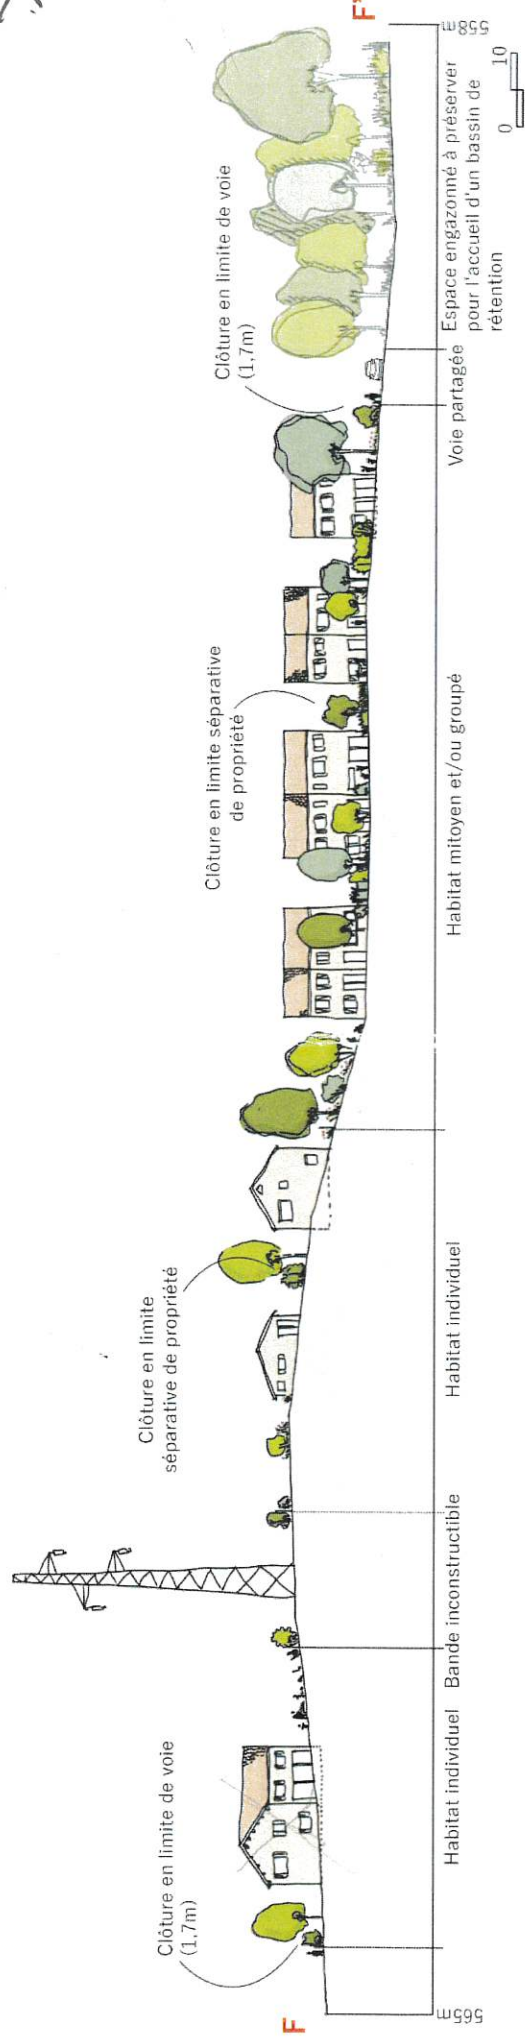 F
F'
Clôture en limite de voie
(1,7m)
Clôture en limite
séparative de propriété
Clôture en limite séparative
de propriété
Clôture en limite de voie
(1,7m)
565m
558m
Habitat individuel
Bande inconstructible
Habitat individuel
Habitat mitoyen et/ou groupé
Voie partagée
Espace engazonné à préserver
pour l'accueil d'un bassin de
rétention
0
10